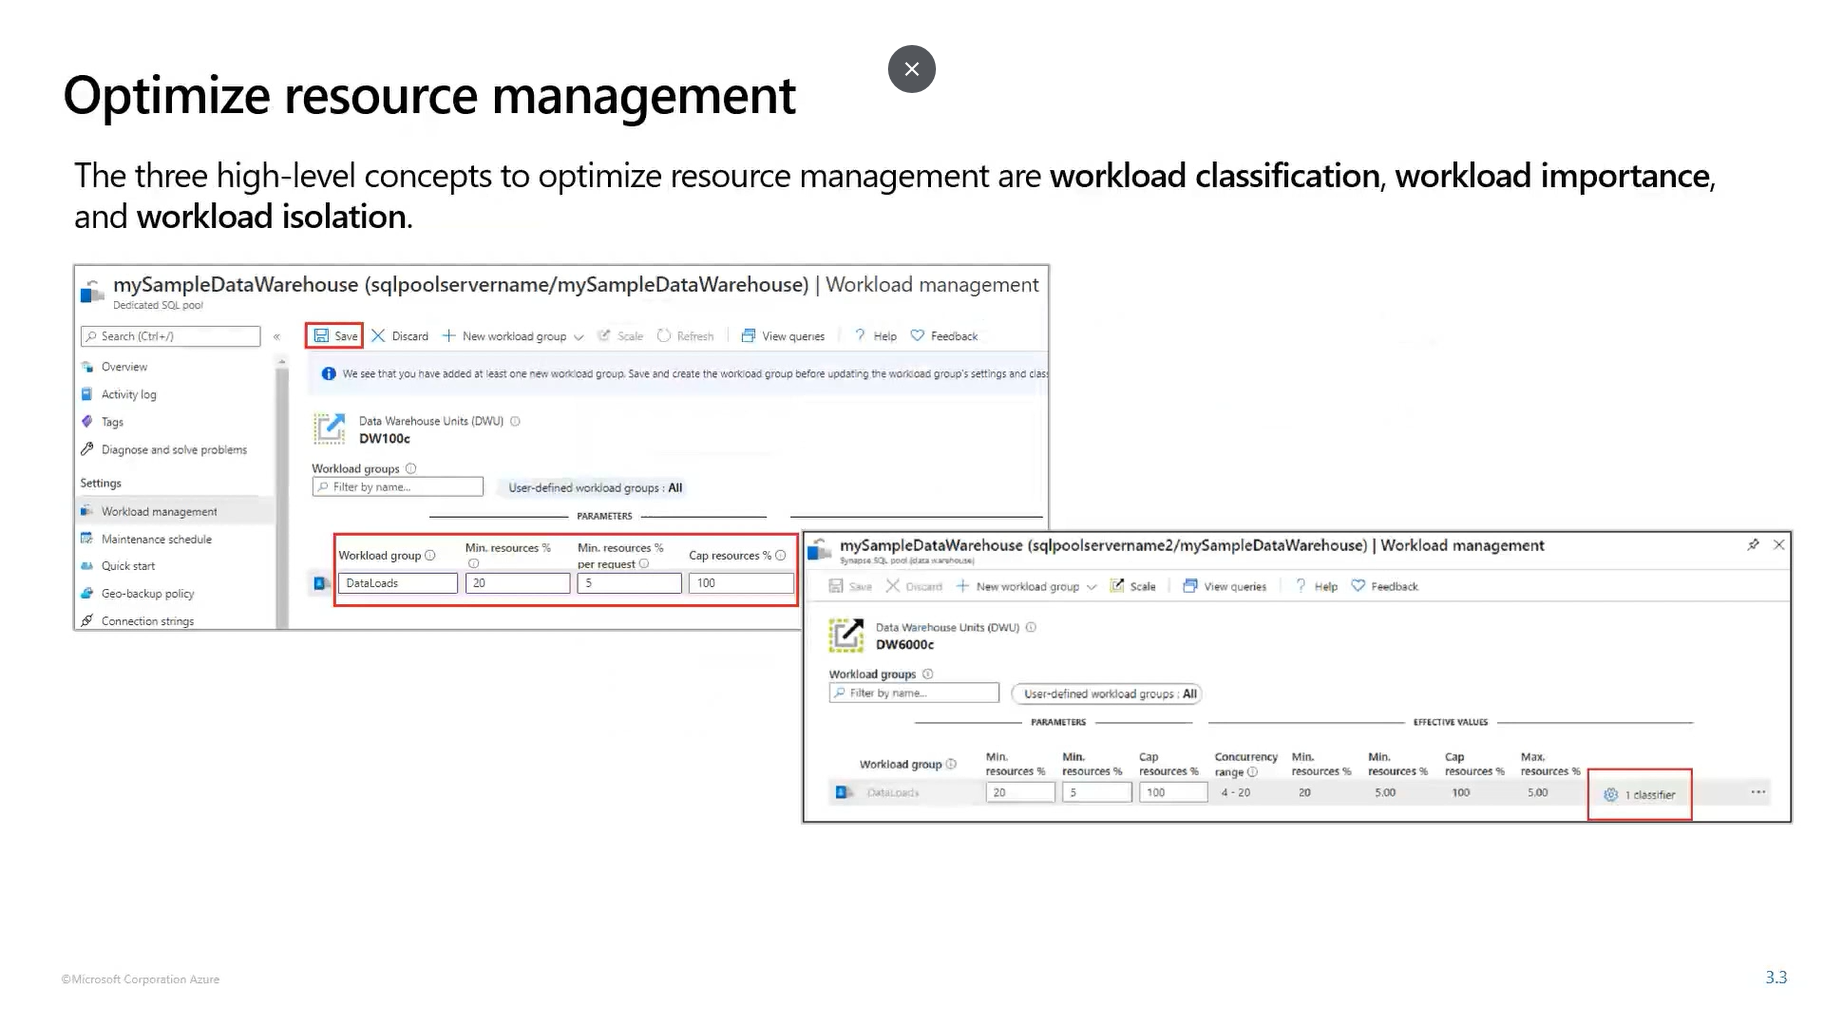 Optimize resource management
The three high-level concepts to optimize resource management are workload classification, workload importance,
and workload isolation.
mySampleDataWarehouse (sqlpoolservername/mySampleDataWarehouse) | Workload management
Dedicated SQL pool
Search (Ctrl+/)
«
Save
Discard
New workload group
Scale
Refresh
View queries
Help
Feedback
Overview
Activity log
Tags
Diagnose and solve problems
Settings
Workload management
Maintenance schedule
Quick start
Geo-backup policy
Connection strings
We see that you have added at least one new workload group. Save and create the workload group before updating the workload group's settings and clas
Data Warehouse Units (DWU)
DW100c
Workload groups
Filter by name...
User-defined workload groups : All
PARAMETERS
Workload group
Min. resources %
Min. resources %
per request
Cap resources %
DataLoads
20
5
100
mySampleDataWarehouse (sqlpoolservername2/mySampleDataWarehouse) | Workload management
Synapse SQL pool (data warehouse)
Save
Discard
New workload group
Scale
View queries
Help
Feedback
Data Warehouse Units (DWU)
DW6000c
Workload groups
Filter by name...
User-defined workload groups : All
PARAMETERS
EFFECTIVE VALUES
Workload group
Min.
resources %
Min.
resources %
Cap
resources %
Concurrency
range
Min.
resources %
Min.
resources %
Cap
resources %
Max.
resources %
DataLoads
20
5
100
4 - 20
20
5.00
100
5.00
1 classifier
...
©Microsoft Corporation Azure
3.3